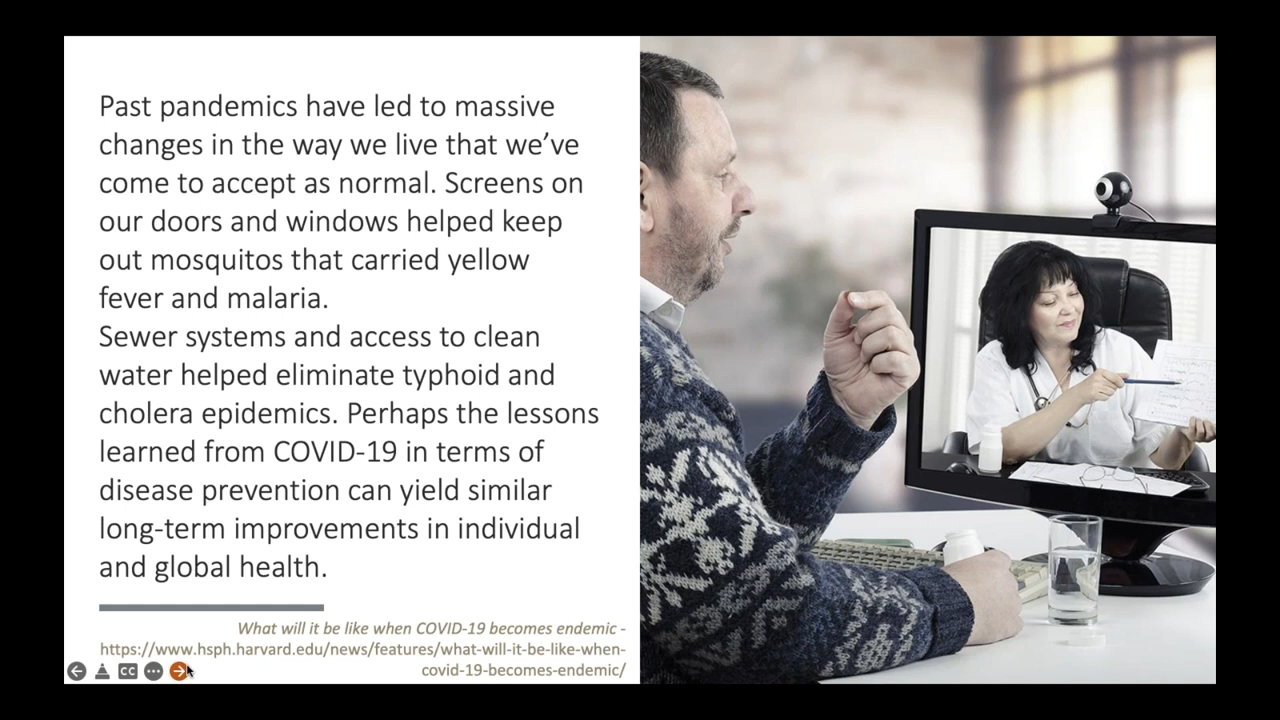 Past pandemics have led to massive
changes in the way we live that we’ve
come to accept as normal. Screens on
our doors and windows helped keep
out mosquitos that carried yellow
fever and malaria.
Sewer systems and access to clean
water helped eliminate typhoid and
cholera epidemics. Perhaps the lessons
learned from COVID-19 in terms of
disease prevention can yield similar
long-term improvements in individual
and global health.
What will it be like when COVID-19 becomes endemic -
https://www.hsph.harvard.edu/news/features/what-will-it-be-like-when-
covid-19-becomes-endemic/
CC